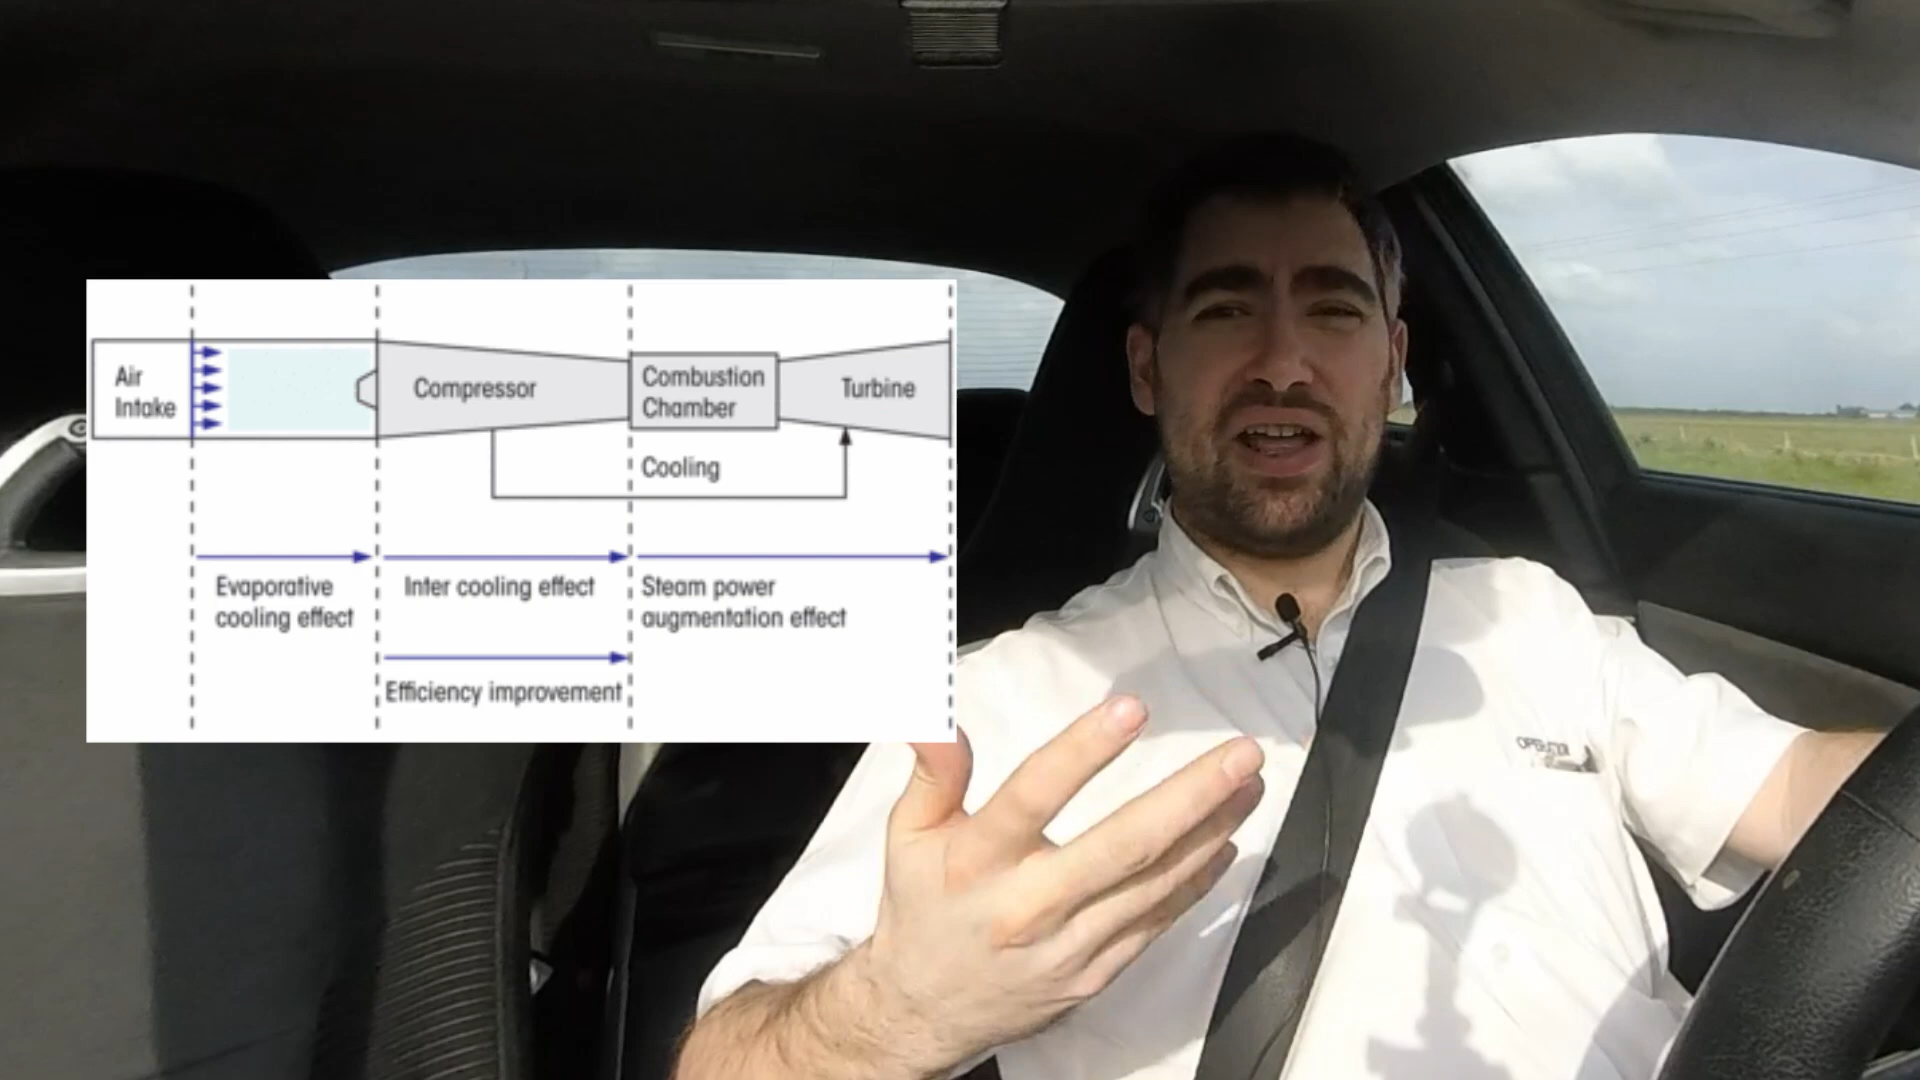 Air
Intake
Compressor
Combustion
Chamber
Turbine
Cooling
Evaporative
cooling effect
Inter cooling effect
Steam power
augmentation effect
Efficiency improvement